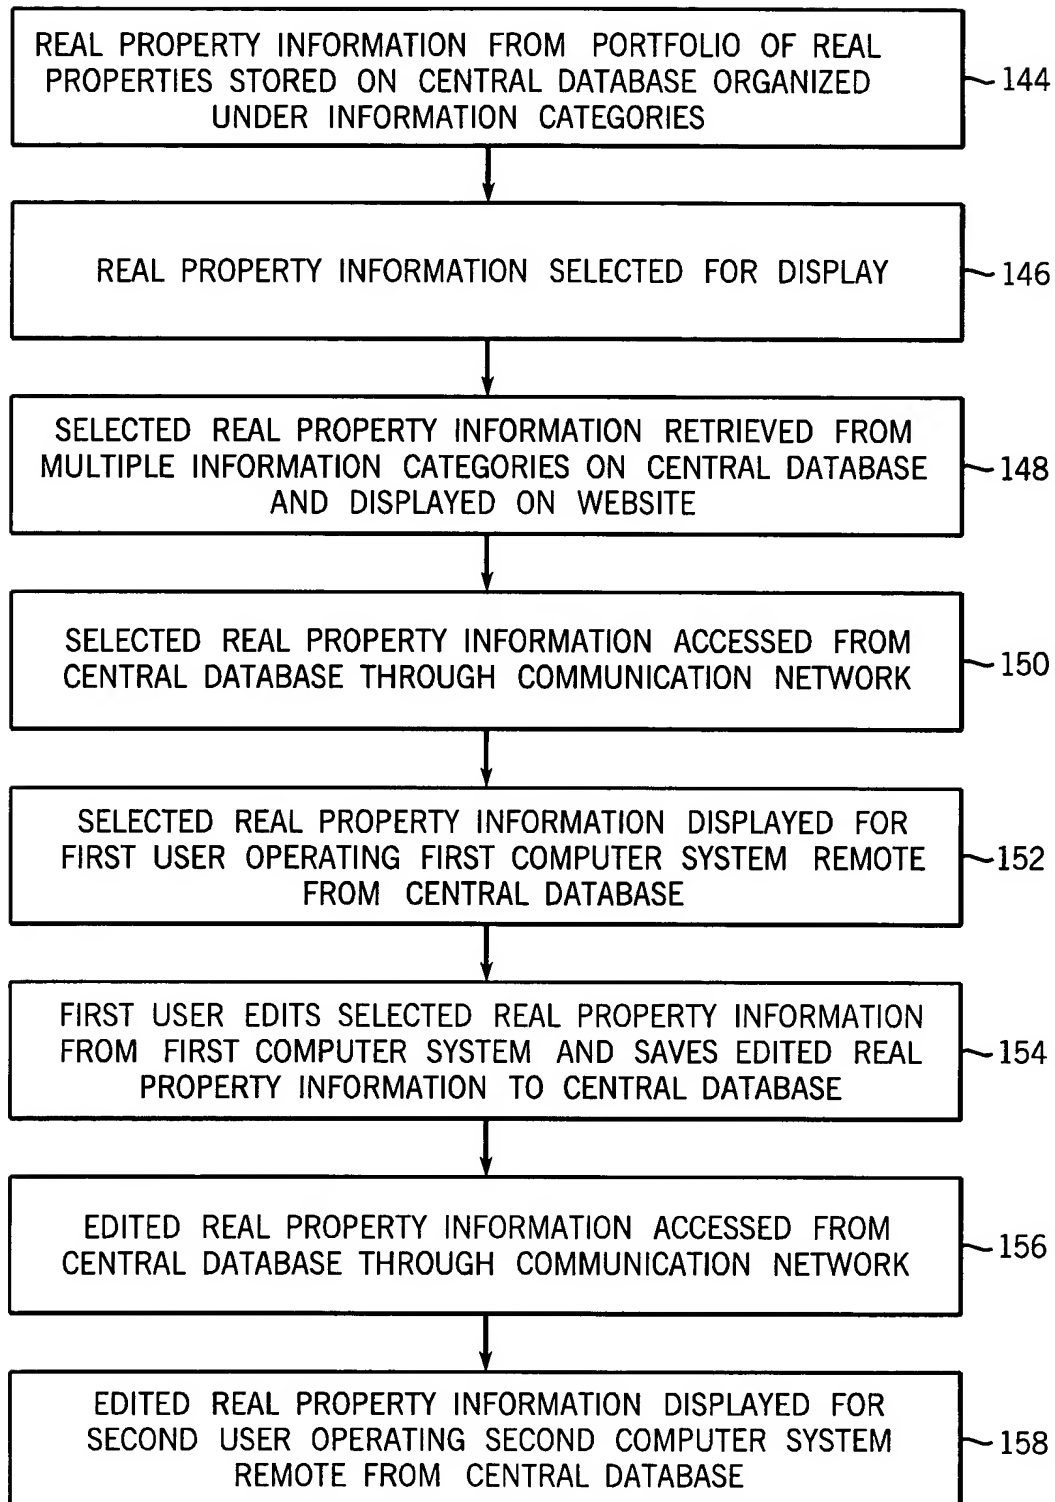 REAL PROPERTY INFORMATION FROM PORTFOLIO OF REAL
PROPERTIES STORED ON CENTRAL DATABASE ORGANIZED
UNDER INFORMATION CATEGORIES
144
REAL PROPERTY INFORMATION SELECTED FOR DISPLAY
146
SELECTED REAL PROPERTY INFORMATION RETRIEVED FROM
MULTIPLE INFORMATION CATEGORIES ON CENTRAL DATABASE
AND DISPLAYED ON WEBSITE
148
SELECTED REAL PROPERTY INFORMATION ACCESSED FROM
CENTRAL DATABASE THROUGH COMMUNICATION NETWORK
150
SELECTED REAL PROPERTY INFORMATION DISPLAYED FOR
FIRST USER OPERATING FIRST COMPUTER SYSTEM REMOTE
FROM CENTRAL DATABASE
152
FIRST USER EDITS SELECTED REAL PROPERTY INFORMATION
FROM FIRST COMPUTER SYSTEM AND SAVES EDITED REAL
PROPERTY INFORMATION TO CENTRAL DATABASE
154
EDITED REAL PROPERTY INFORMATION ACCESSED FROM
CENTRAL DATABASE THROUGH COMMUNICATION NETWORK
156
EDITED REAL PROPERTY INFORMATION DISPLAYED FOR
SECOND USER OPERATING SECOND COMPUTER SYSTEM
REMOTE FROM CENTRAL DATABASE
158